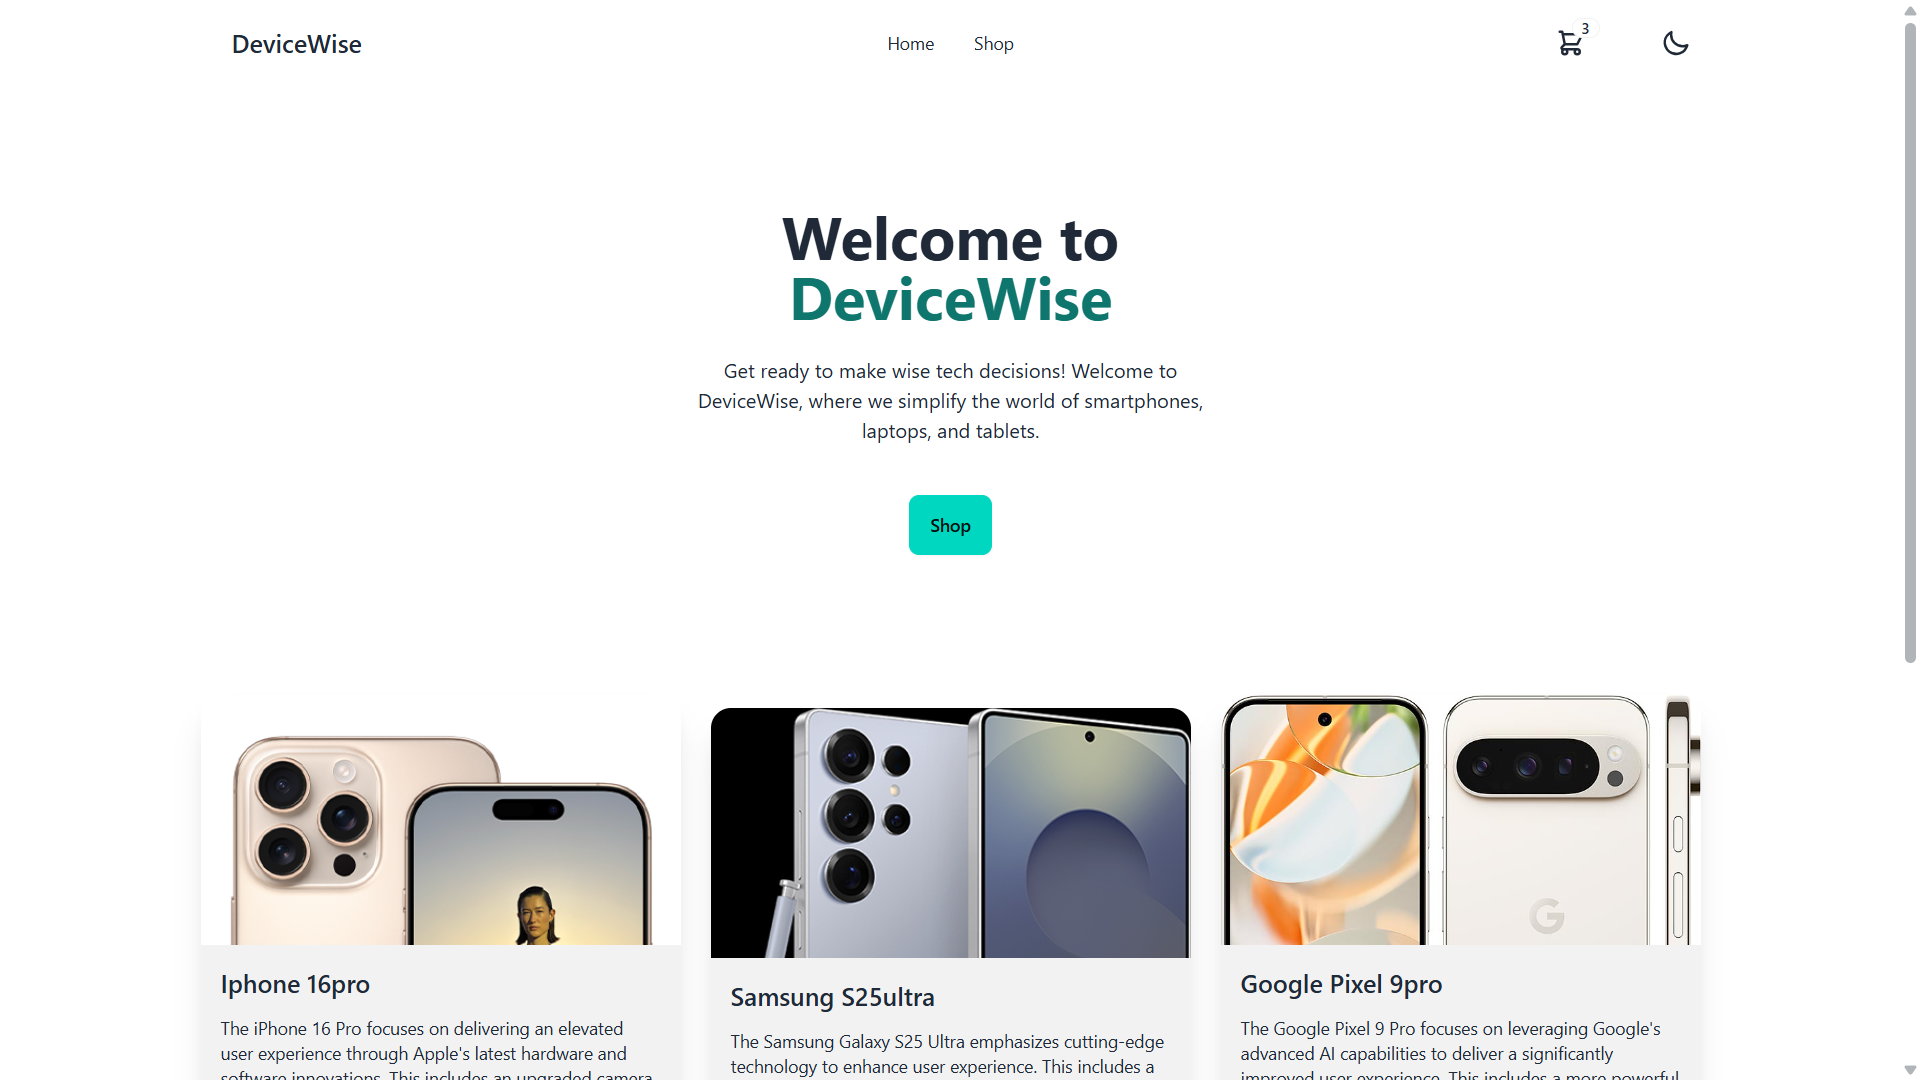 DeviceWise
Home
Shop
3
Welcome to
DeviceWise
Get ready to make wise tech decisions! Welcome to
DeviceWise, where we simplify the world of smartphones,
laptops, and tablets.
Shop
Iphone 16pro
The iPhone 16 Pro focuses on delivering an elevated
user experience through Apple's latest hardware and
software innovations. This includes an upgraded camera
Samsung S25ultra
The Samsung Galaxy S25 Ultra emphasizes cutting-edge
technology to enhance user experience. This includes a
Google Pixel 9pro
The Google Pixel 9 Pro focuses on leveraging Google's
advanced AI capabilities to deliver a significantly
improved user experience. This includes a more powerful